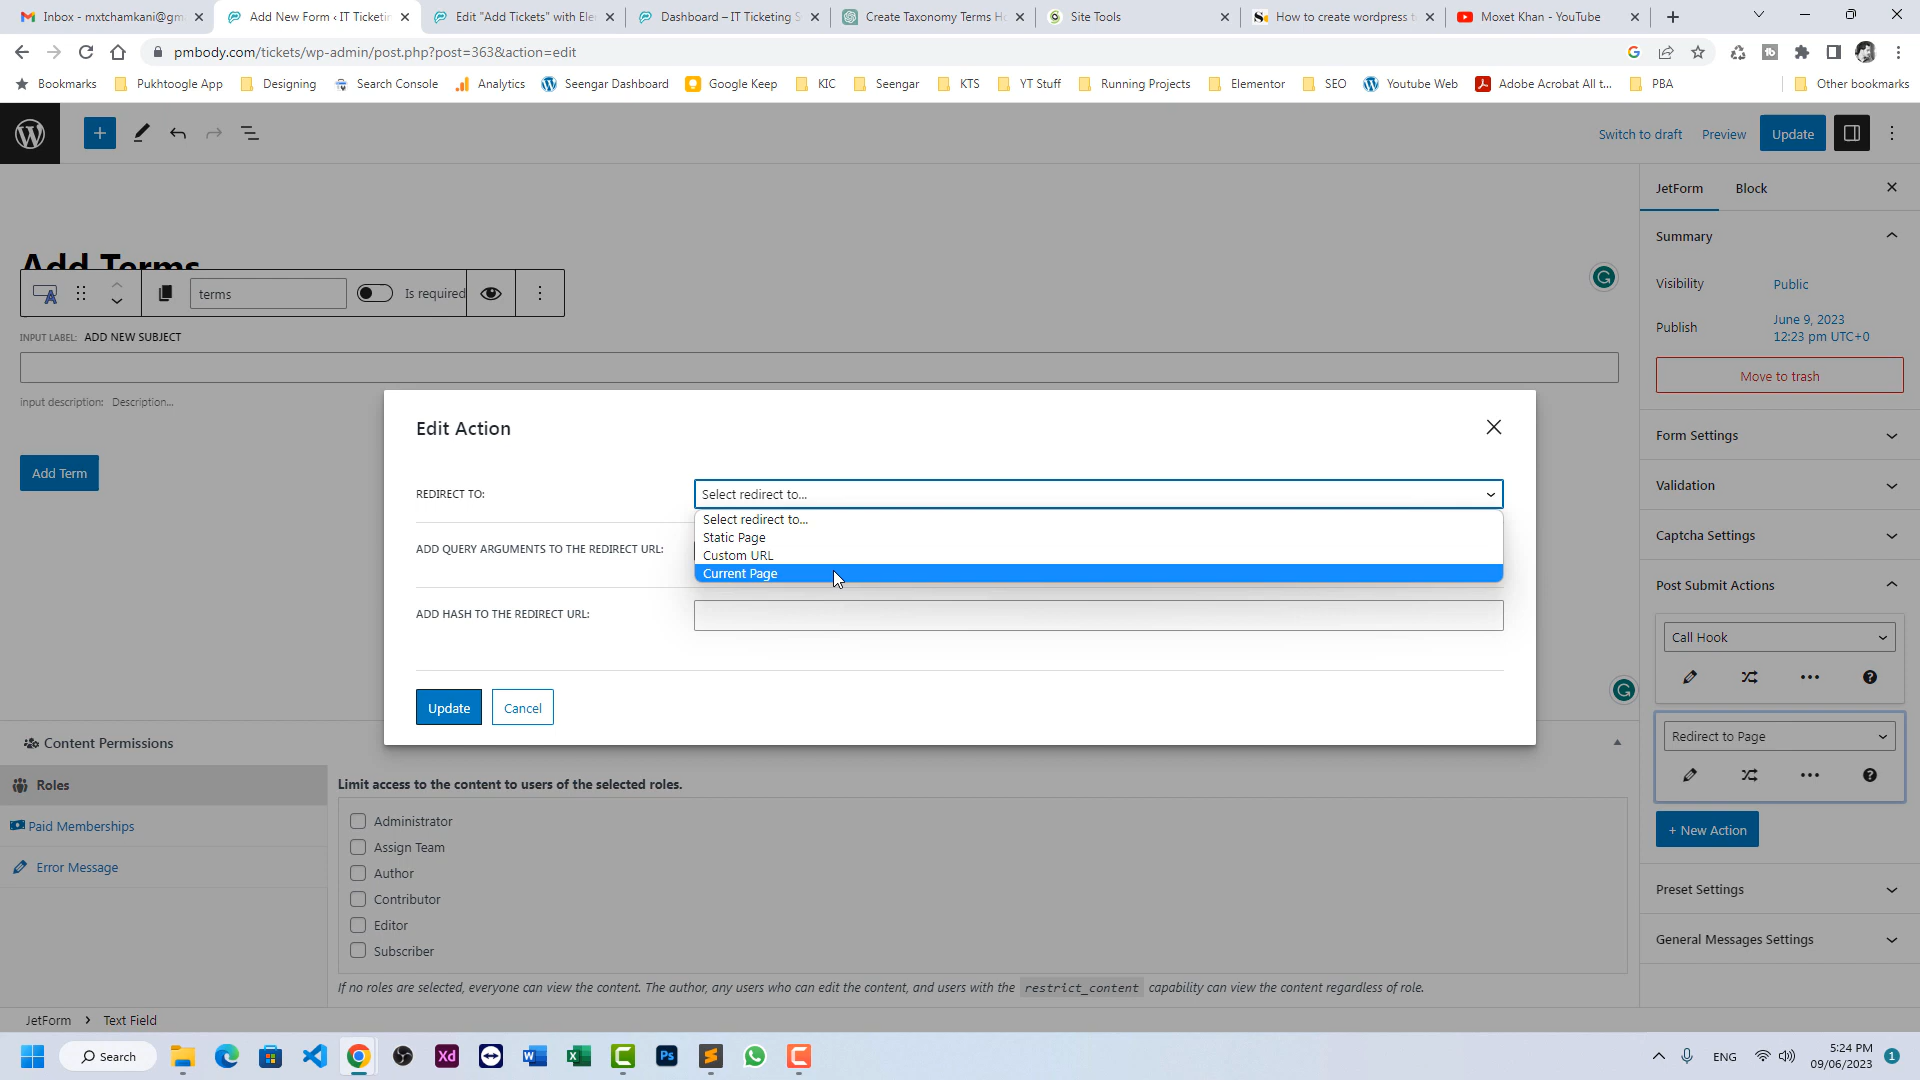 Inbox - mxtchamkani@gm
Add New Form ‹ IT Ticketin
Edit "Add Tickets" with Ele
Dashboard – IT Ticketing S
Create Taxonomy Terms H
Site Tools
How to create wordpress t
Moxet Khan - YouTube
pmbody.com/tickets/wp-admin/post.php?post=363&action=edit
Bookmarks
Pukhtoogle App
Designing
Search Console
Analytics
Seengar Dashboard
Google Keep
KIC
Seengar
KTS
YT Stuff
Running Projects
Elementor
SEO
Youtube Web
Adobe Acrobat All t...
PBA
Other bookmarks
Switch to draft
Preview
Update
Add Terms
terms
Is required
INPUT LABEL: ADD NEW SUBJECT
input description: Description...
Add Term
JetForm
Block
Summary
Visibility
Public
Publish
June 9, 2023
12:23 pm UTC+0
Move to trash
Form Settings
Validation
Captcha Settings
Post Submit Actions
Call Hook
Redirect to Page
+ New Action
Preset Settings
General Messages Settings
Edit Action
REDIRECT TO:
Select redirect to...
Select redirect to...
Static Page
Custom URL
Current Page
ADD QUERY ARGUMENTS TO THE REDIRECT URL:
ADD HASH TO THE REDIRECT URL:
Update
Cancel
Content Permissions
Roles
Paid Memberships
Error Message
Limit access to the content to users of the selected roles.
Administrator
Assign Team
Author
Contributor
Editor
Subscriber
If no roles are selected, everyone can view the content. The author, any users who can edit the content, and users with the restrict_content capability can view the content regardless of role.
JetForm
Text Field
Search
ENG
5:24 PM
09/06/2023
1